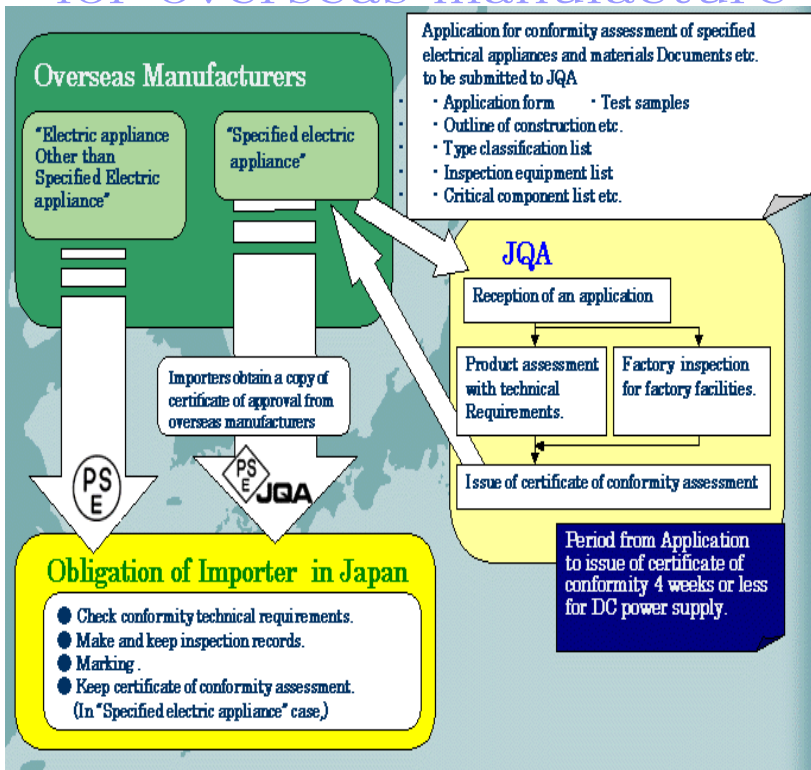 for overseas manufacture
Application for conformity assessment of specified
electrical appliances and materials Documents etc.
to be submitted to JQA
・Application form ・Test samples
・Outline of construction etc.
・Type classification list
・Inspection equipment list
・Critical component list etc.
Overseas Manufacturers
"Electric appliance
Other than
Specified Electric
appliance"
"Specified electric
appliance"
JQA
Reception of an application
Product assessment
with technical
Requirements.
Factory inspection
for factory facilities.
Issue of certificate of conformity assessment
Importers obtain a copy of
certificate of approval from
overseas manufacturers
PS
E
PS
E
JQA
Period from Application
to issue of certificate of
conformity 4 weeks or less
for DC power supply.
Obligation of Importer in Japan
● Check conformity technical requirements.
● Make and keep inspection records.
● Marking .
● Keep certificate of conformity assessment.
(In "Specified electric appliance" case,)